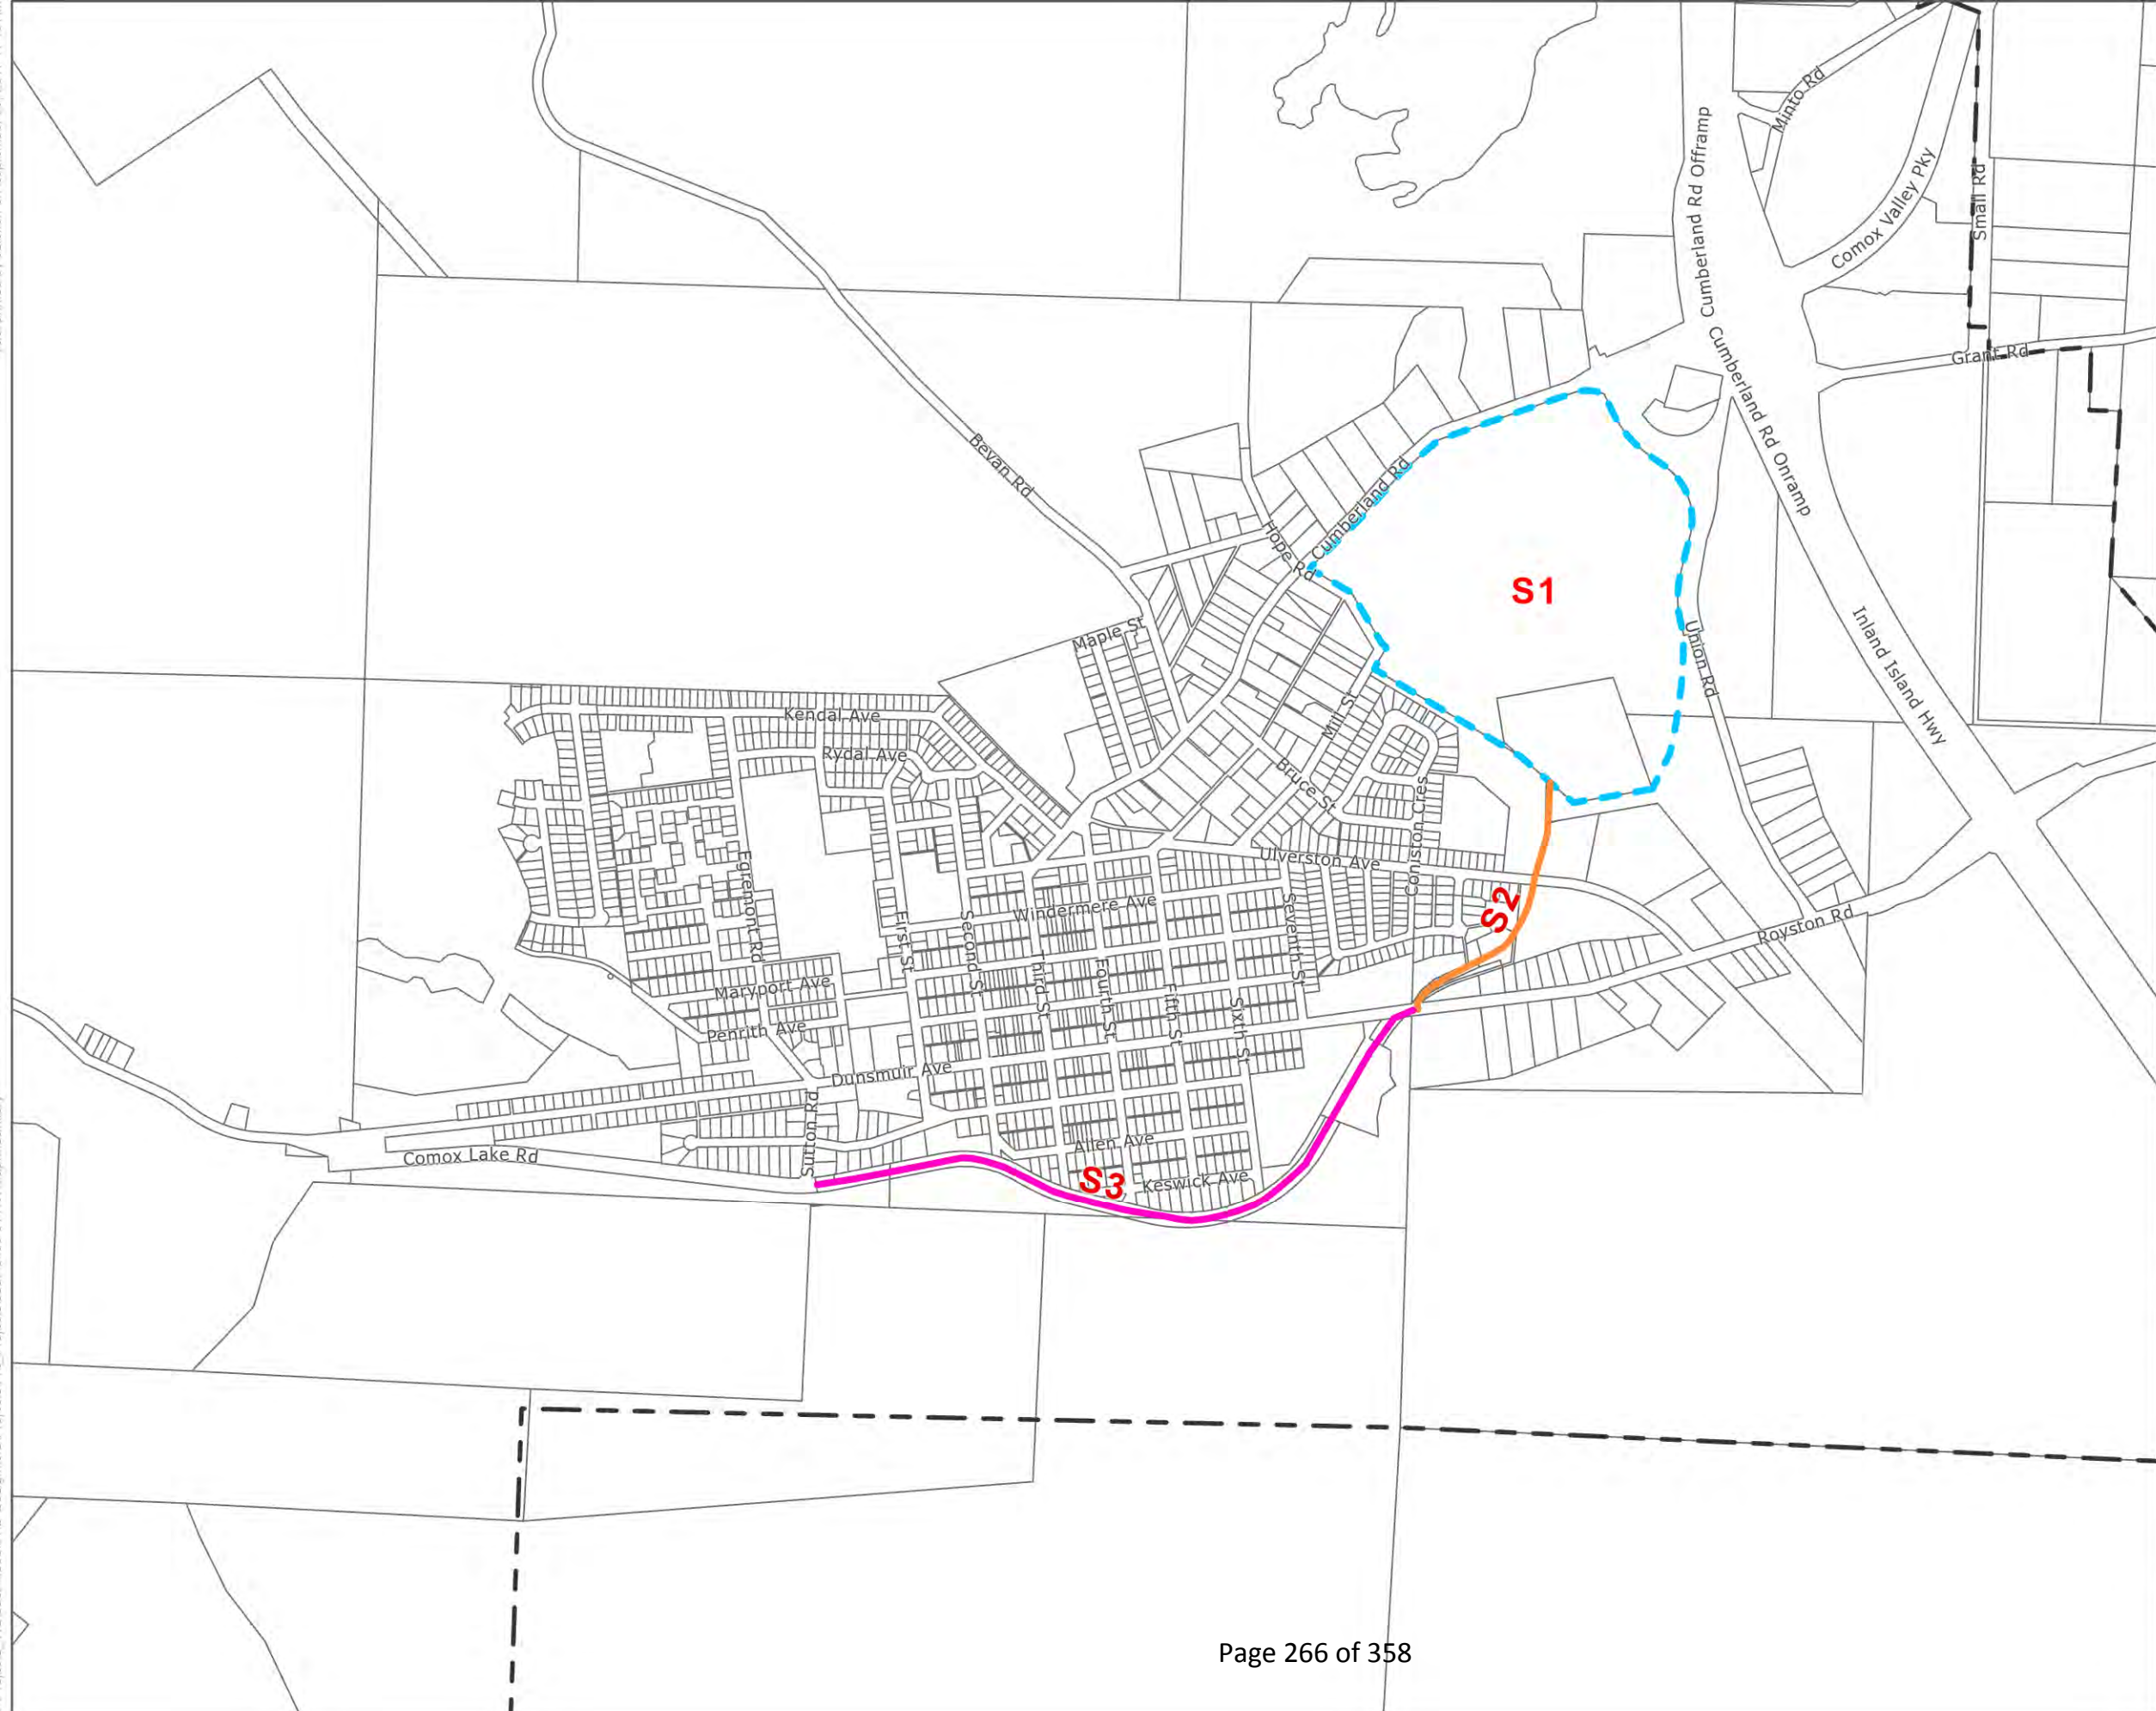 Minto Rd
Cumberland Rd Offramp
Comox Valley Pky
Small Rd
Grant Rd
Cumberland Rd Onramp
Bevan Rd
Cumberland Rd
Hope Rd
S1
Maple St
Union Rd
Inland Island Hwy
Kendal Ave
Mill St
Rydal Ave
Bruce St
Coniston Cres
Ulverston Ave
Egremont Rd
Windermere Ave
S2
First St
Second St
Seventh St
Royston Rd
Third St
Fourth St
Maryport Ave
Fifth St
Sixth St
Penrith Ave
Dunsmuir Ave
Sutton Rd
Allen Ave
Comox Lake Rd
S3
Keswick Ave
Page 266 of 358